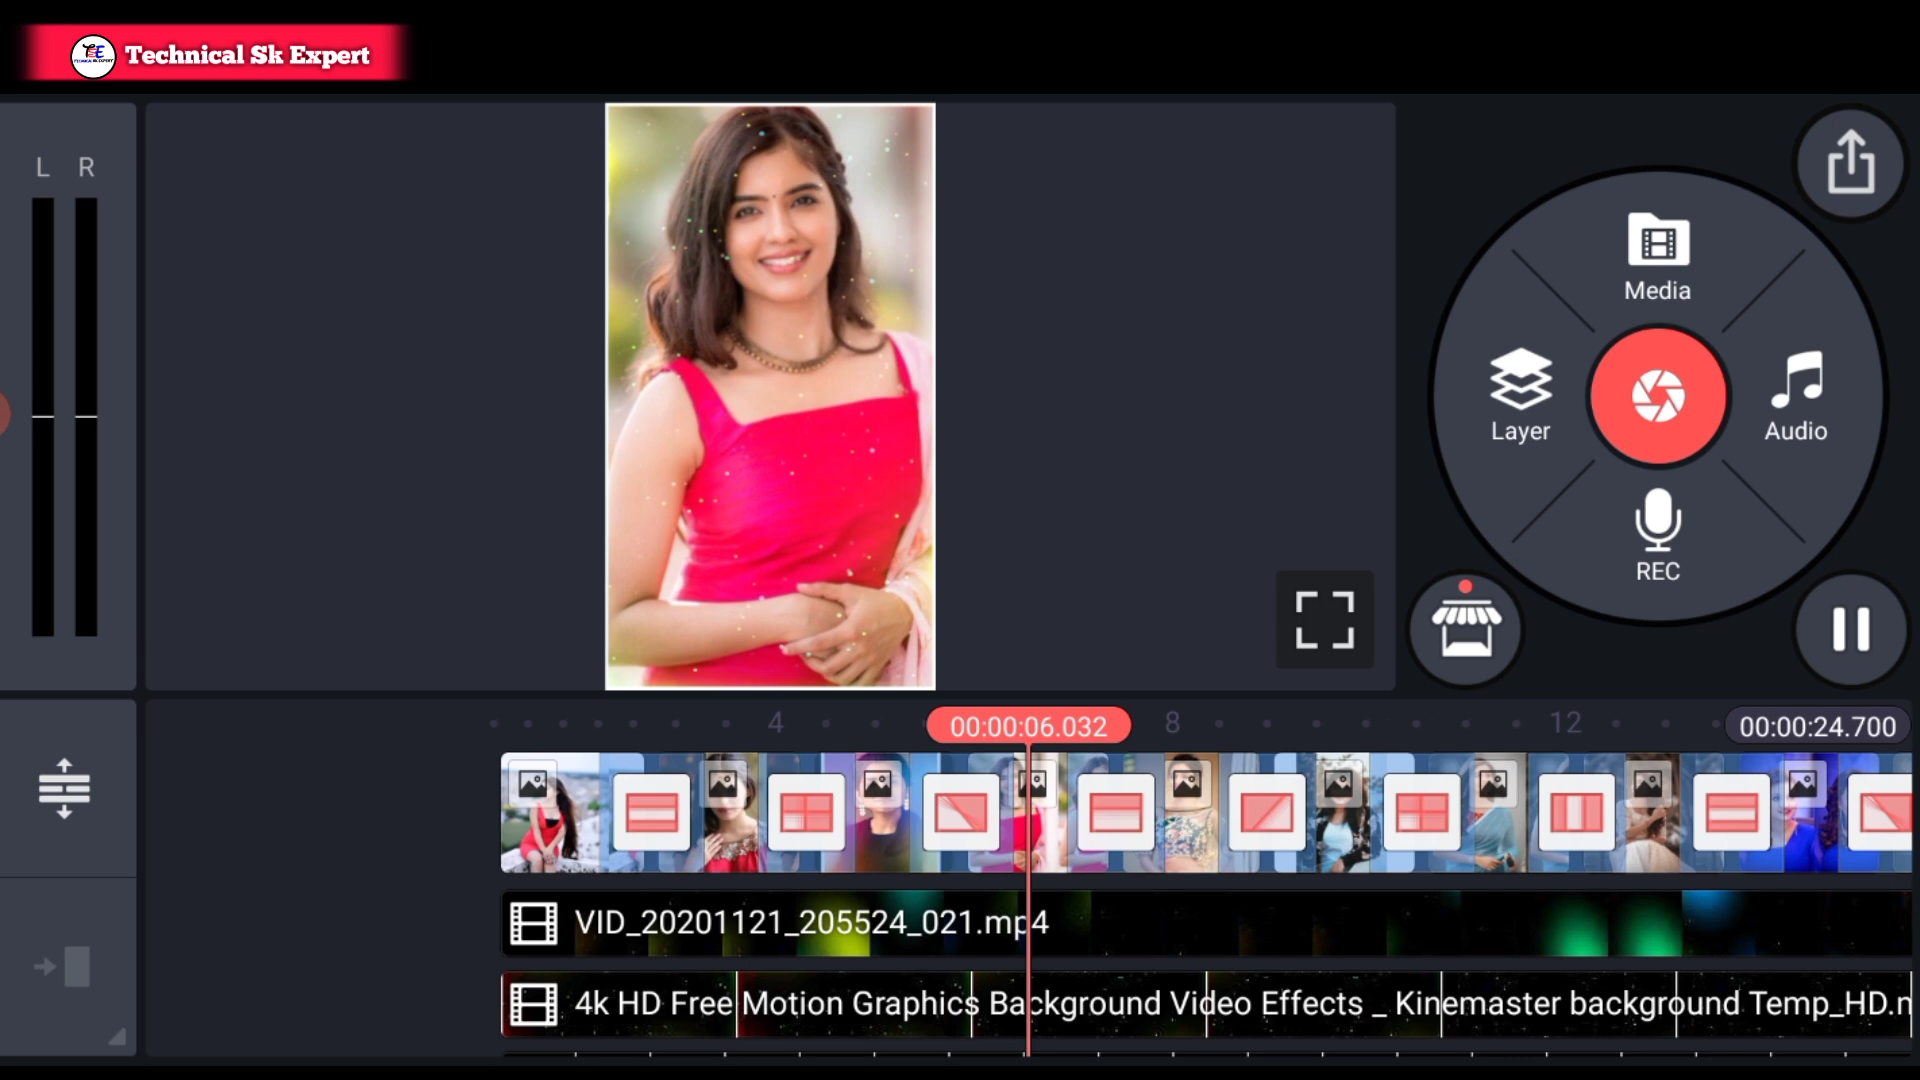 Technical Sk Expert
L R
Media
Layer
Audio
REC
4
00:00:06.032
8
12
00:00:24.700
VID_20201121_205524_021.mp4
4k HD Free Motion Graphics Background Video Effects _ Kinemaster background Temp_HD.m